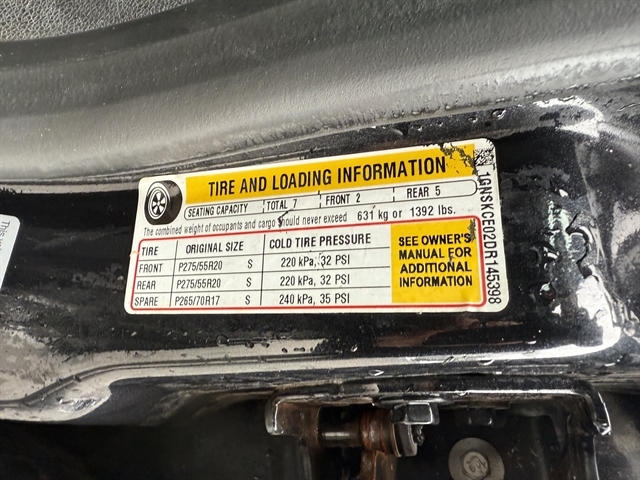 TIRE AND LOADING INFORMATION
SEATING CAPACITY TOTAL 7 FRONT 2 REAR 5
The combined weight of occupants and cargo should never exceed 631 kg or 1392 lbs.
TIRE ORIGINAL SIZE COLD TIRE PRESSURE
FRONT P275/55R20 S 220 kPa, 32 PSI
REAR P275/55R20 S 220 kPa, 32 PSI
SPARE P265/70R17 S 240 kPa, 35 PSI
SEE OWNER'S
MANUAL FOR
ADDITIONAL
INFORMATION
1GNSKCE02DR145398